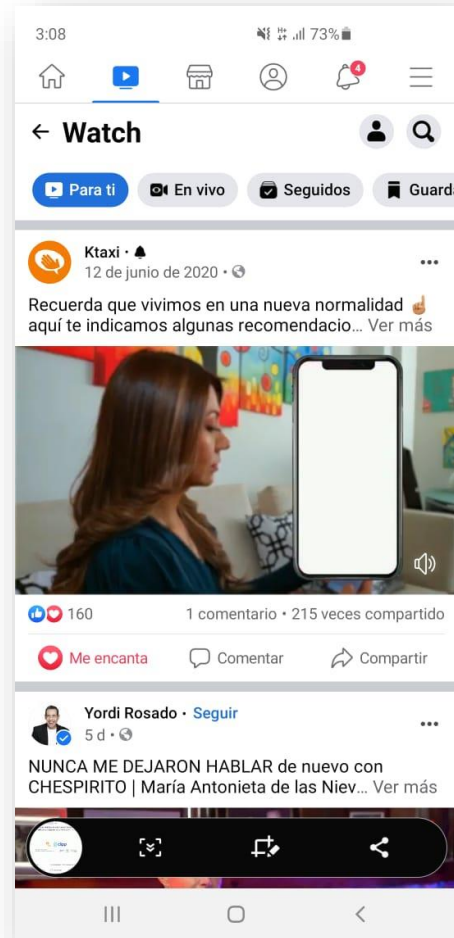 3:08 73%
4
← Watch
Para ti En vivo Seguidos Guard
Ktaxi ·
12 de junio de 2020 ·
Recuerda que vivimos en una nueva normalidad ☝
aquí te indicamos algunas recomendacio... Ver más
160 1 comentario • 215 veces compartido
Me encanta Comentar Compartir
Yordi Rosado · Seguir
5 d ·
NUNCA ME DEJARON HABLAR de nuevo con
CHESPIRITO | María Antonieta de las Niev... Ver más